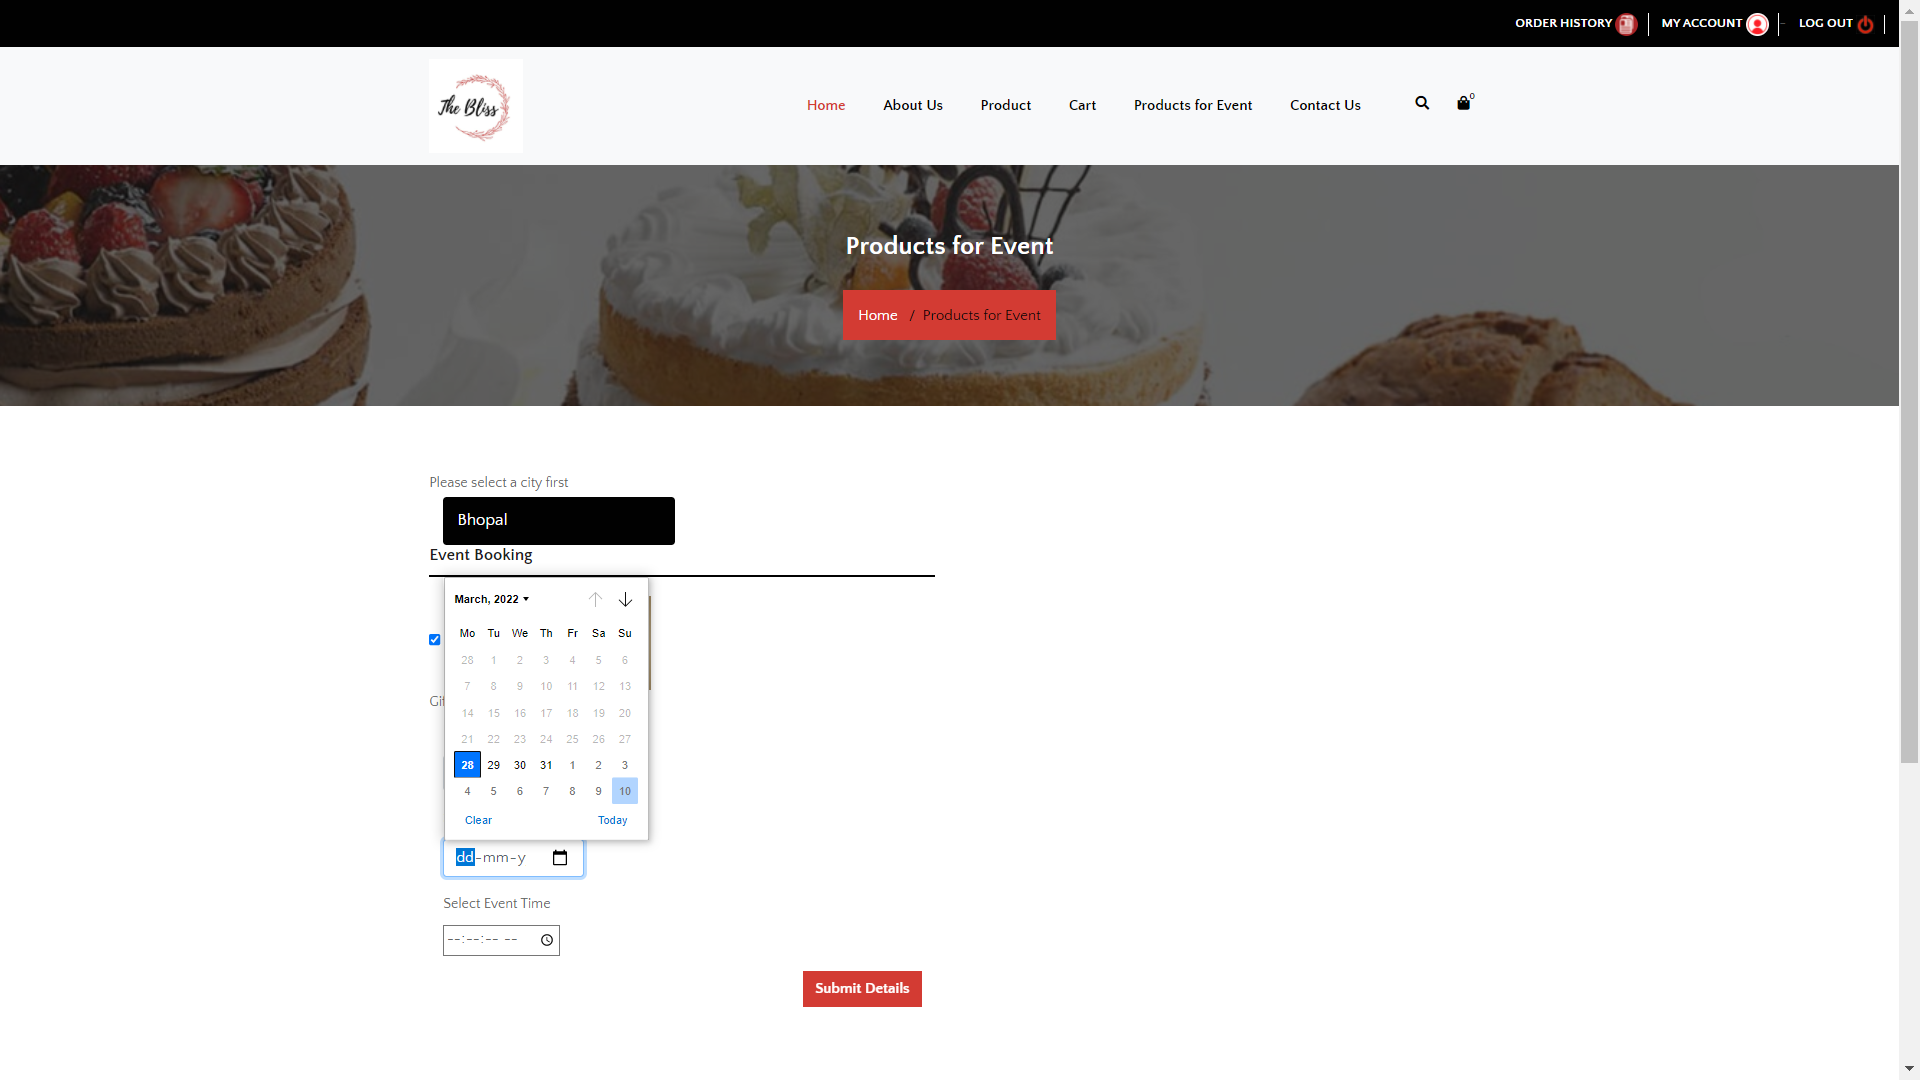 ORDER HISTORY MY ACCOUNT LOG OUT
The Bliss
Home About Us Product Cart Products for Event Contact Us 0
Products for Event
Home / Products for Event
Please select a city first
Bhopal
Event Booking
March, 2022
Mo Tu We Th Fr Sa Su
28 1 2 3 4 5 6
7 8 9 10 11 12 13
14 15 16 17 18 19 20
21 22 23 24 25 26 27
28 29 30 31 1 2 3
4 5 6 7 8 9 10
Clear Today
dd-mm-y
Select Event Time
--:--:-- --
Submit Details